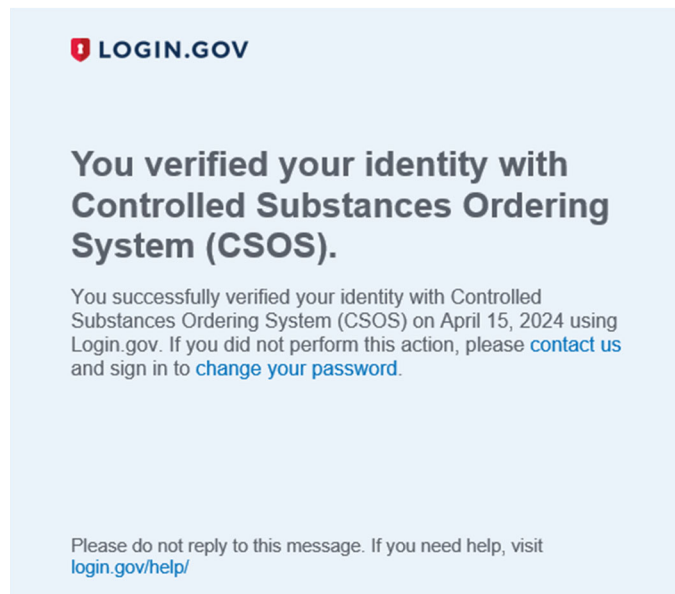 LOGIN.GOV
You verified your identity with
Controlled Substances Ordering
System (CSOS).
You successfully verified your identity with Controlled
Substances Ordering System (CSOS) on April 15, 2024 using
Login.gov. If you did not perform this action, please contact us
and sign in to change your password.
Please do not reply to this message. If you need help, visit
login.gov/help/